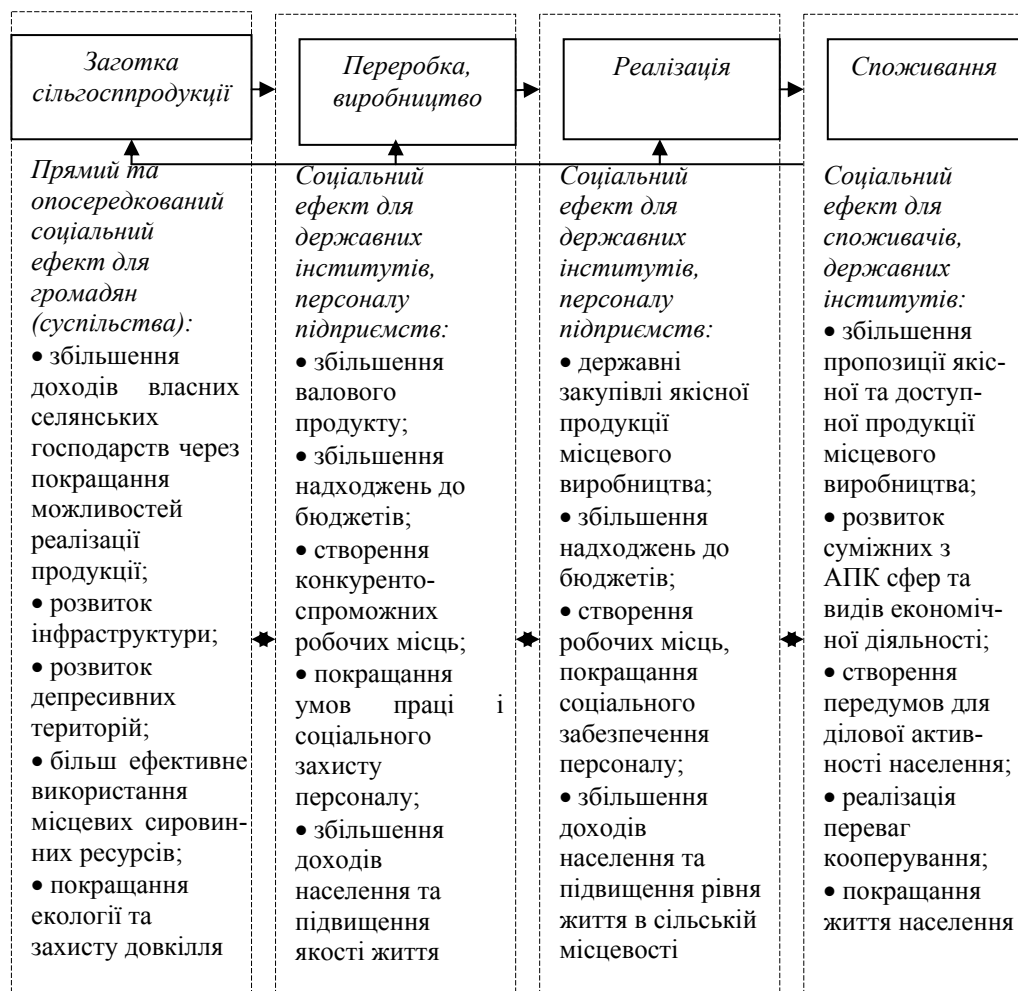 Заготка
сільгосппродукції
Прямий та
опосередкований
соціальний
ефект для
громадян
(суспільства):
• збільшення
доходів власних
селянських
господарств через
покращання
можливостей
реалізації
продукції;
• розвиток
інфраструктури;
• розвиток
депресивних
територій;
• більш ефективне
використання
місцевих сировин-
них ресурсів;
• покращання
екології та
захисту довкілля
Переробка,
виробництво
Соціальний
ефект для
державних
інститутів,
персоналу
підприємств:
• збільшення
валового
продукту;
• збільшення
надходжень до
бюджетів;
• створення
конкуренто-
спроможних
робочих місць;
• покращання
умов праці і
соціального
захисту
персоналу;
• збільшення
доходів
населення та
підвищення
якості життя
Реалізація
Соціальний
ефект для
державних
інститутів,
персоналу
підприємств:
• державні
закупівлі якісної
продукції
місцевого
виробництва;
• збільшення
надходжень до
бюджетів;
• створення
робочих місць,
покращання
соціального
забезпечення
персоналу;
• збільшення
доходів
населення та
підвищення рівня
життя в сільській
місцевості
Споживання
Соціальний
ефект для
споживачів,
державних
інститутів:
• збільшення
пропозиції якіс-
ної та доступ-
ної продукції
місцевого
виробництва;
• розвиток
суміжних з
АПК сфер та
видів економіч-
ної діяльності;
• створення
передумов для
ділової актив-
ності населення;
• реалізація
переваг
кооперування;
• покращання
життя населення